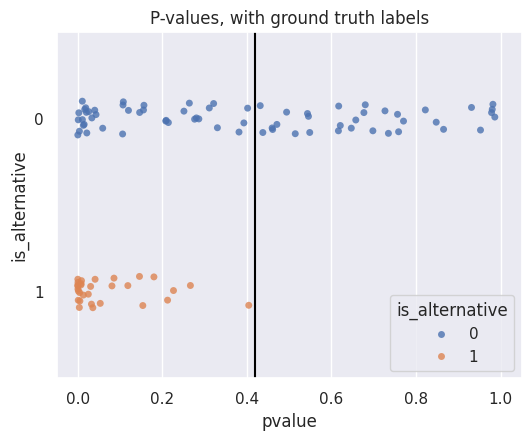 P-values, with ground truth labels
is_alternative
0
1
is_alternative
0
1
0.0 0.2 0.4 0.6 0.8 1.0
pvalue